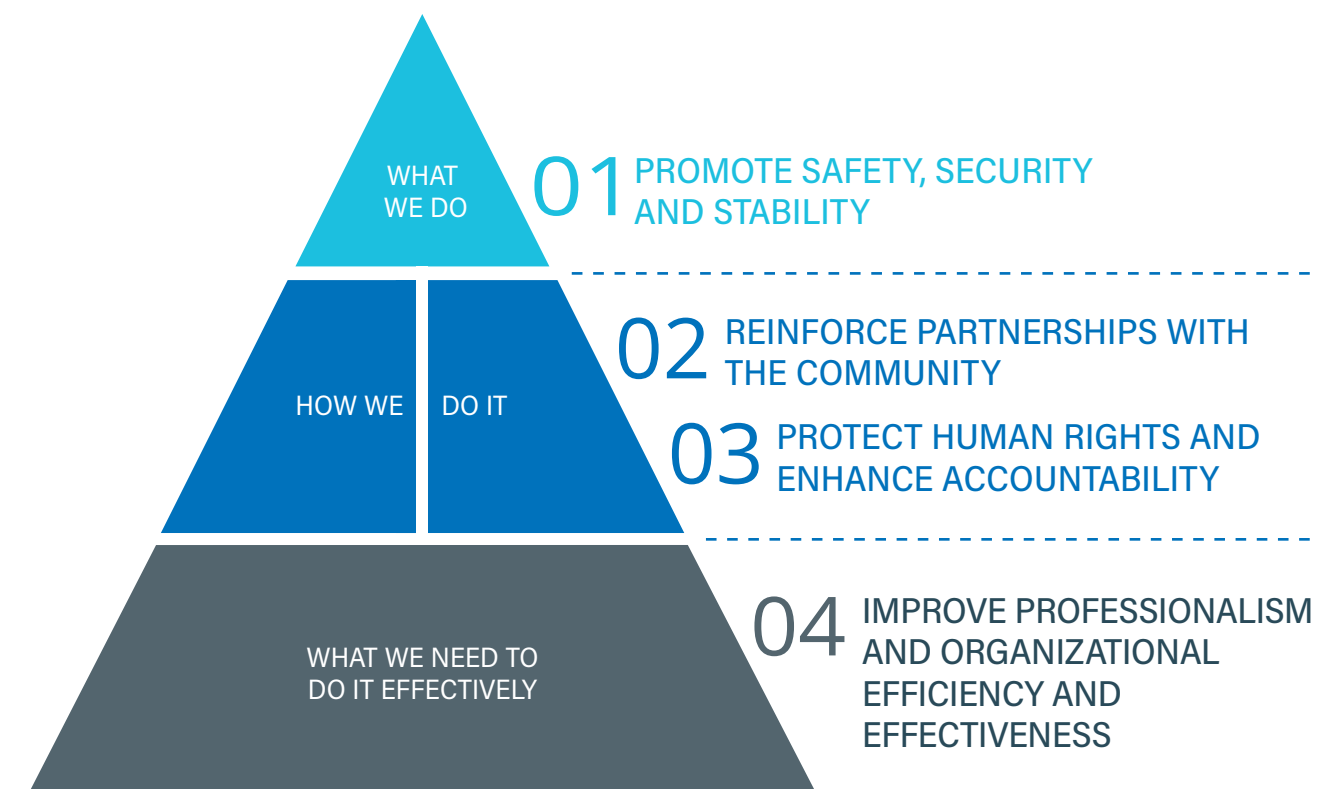 WHAT
WE DO
01
PROMOTE SAFETY, SECURITY
AND STABILITY
HOW WE DO IT
02
REINFORCE PARTNERSHIPS WITH
THE COMMUNITY
03
PROTECT HUMAN RIGHTS AND
ENHANCE ACCOUNTABILITY
WHAT WE NEED TO
DO IT EFFECTIVELY
04
IMPROVE PROFESSIONALISM
AND ORGANIZATIONAL
EFFICIENCY AND
EFFECTIVENESS